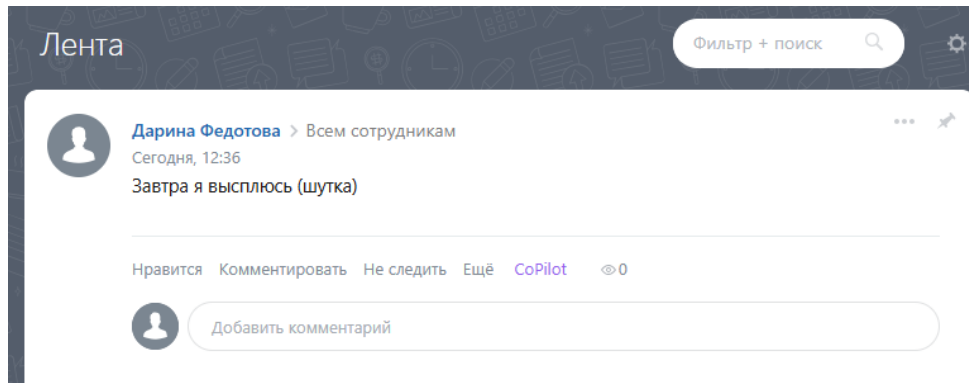 Лента
Фильтр + поиск
Дарина Федотова > Всем сотрудникам
Сегодня, 12:36
Завтра я высплюсь (шутка)
Нравится Комментировать Не следить Ещё CoPilot 0
Добавить комментарий